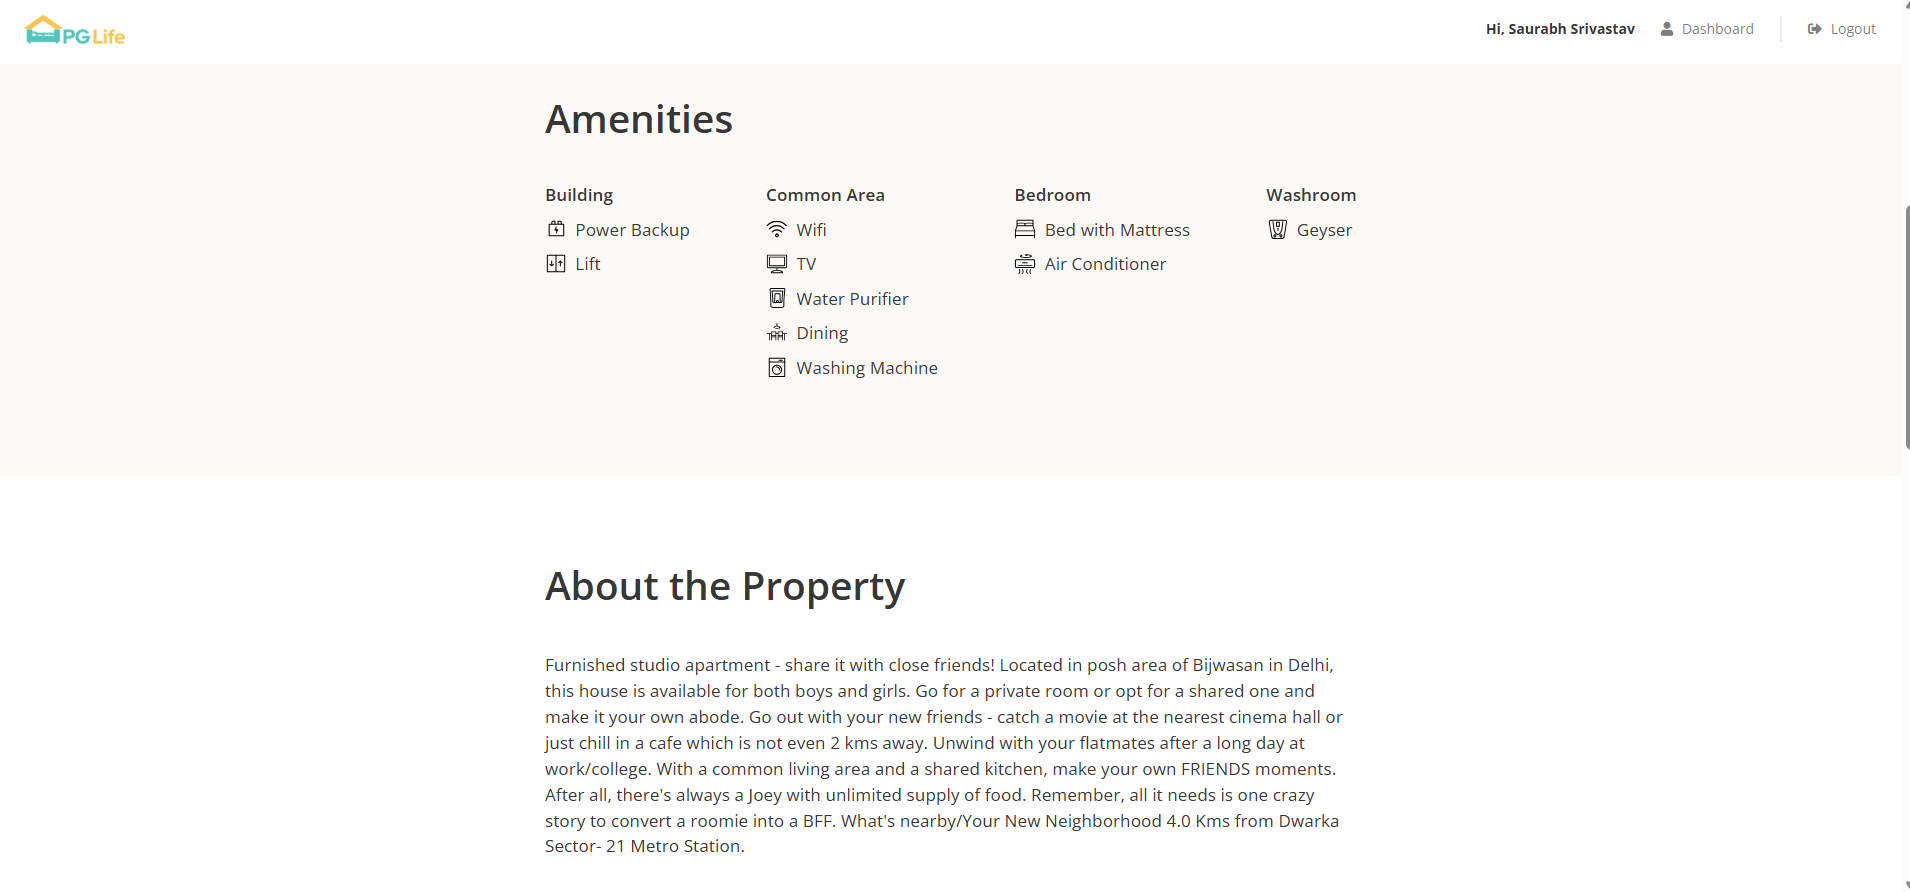 PG Life
Hi, Saurabh Srivastav
Dashboard
Logout
Amenities
Building
Power Backup
Lift
Common Area
Wifi
TV
Water Purifier
Dining
Washing Machine
Bedroom
Bed with Mattress
Air Conditioner
Washroom
Geyser
About the Property
Furnished studio apartment - share it with close friends! Located in posh area of Bijwasan in Delhi,
this house is available for both boys and girls. Go for a private room or opt for a shared one and
make it your own abode. Go out with your new friends - catch a movie at the nearest cinema hall or
just chill in a cafe which is not even 2 kms away. Unwind with your flatmates after a long day at
work/college. With a common living area and a shared kitchen, make your own FRIENDS moments.
After all, there's always a Joey with unlimited supply of food. Remember, all it needs is one crazy
story to convert a roomie into a BFF. What's nearby/Your New Neighborhood 4.0 Kms from Dwarka
Sector- 21 Metro Station.